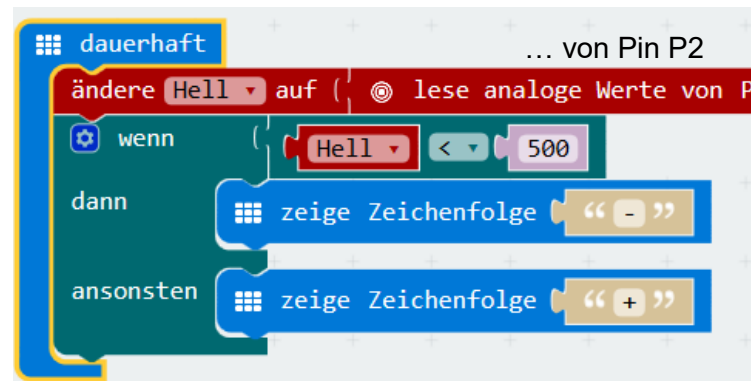 dauerhaft
… von Pin P2
ändere Hell auf ( lese analoge Werte von P
wenn ( Hell < 500
dann zeige Zeichenfolge “ - ”
ansonsten zeige Zeichenfolge “ + ”